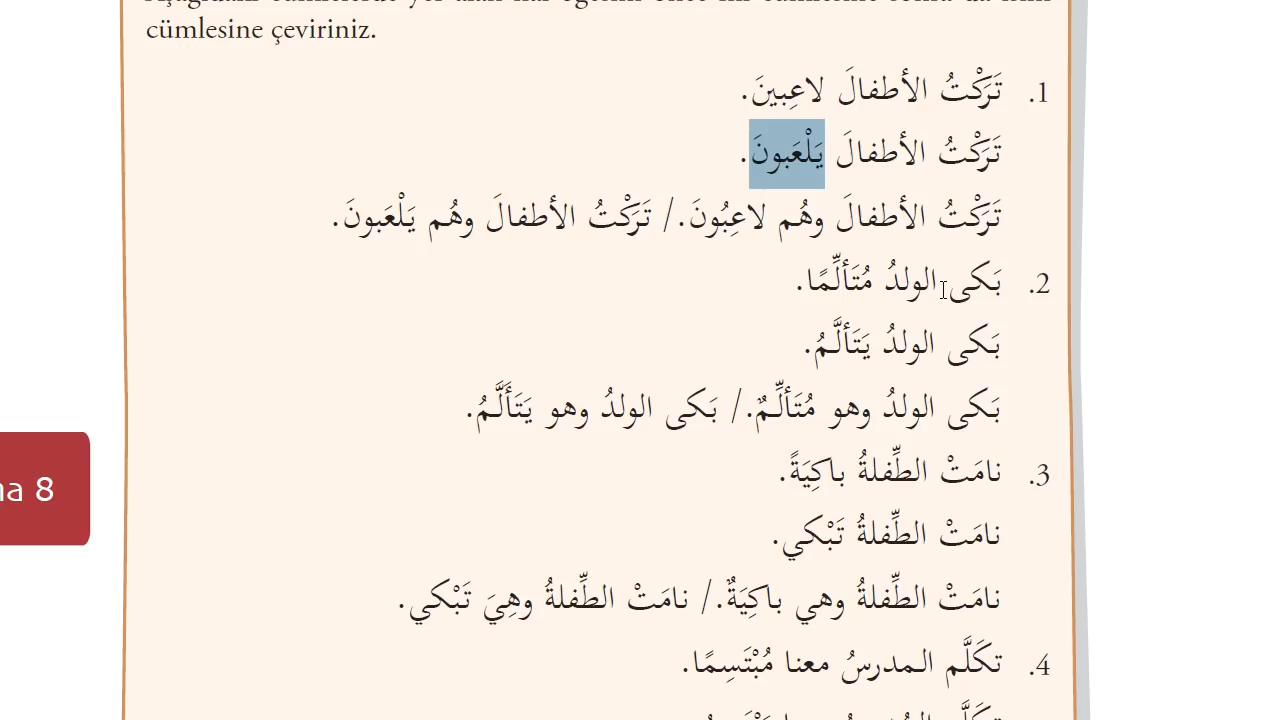 cümlesine çeviriniz.
1. تَرَكْتُ الأطفالَ لاعِبينَ.
تَرَكْتُ الأطفالَ يَلْعَبونَ.
تَرَكْتُ الأطفالَ وهُم لاعِبُونَ./ تَرَكْتُ الأطفالَ وهُم يَلْعَبونَ.
2. بَكى الولدُ مُتَألِّمًا.
بَكى الولدُ يَتَألَّمُ.
بَكى الولدُ وهو مُتَألِّمٌ./ بَكى الولدُ وهو يَتَأَلَّمُ.
3. نامَتْ الطِّفلةُ باكِيَةً.
نامَتْ الطِّفلةُ تَبْكي.
نامَتْ الطِّفلةُ وهي باكِيَةٌ./ نامَتْ الطِّفلةُ وهِيَ تَبْكي.
na 8
4. تكَلَّم المدرسُ معنا مُبْتَسِمًا.